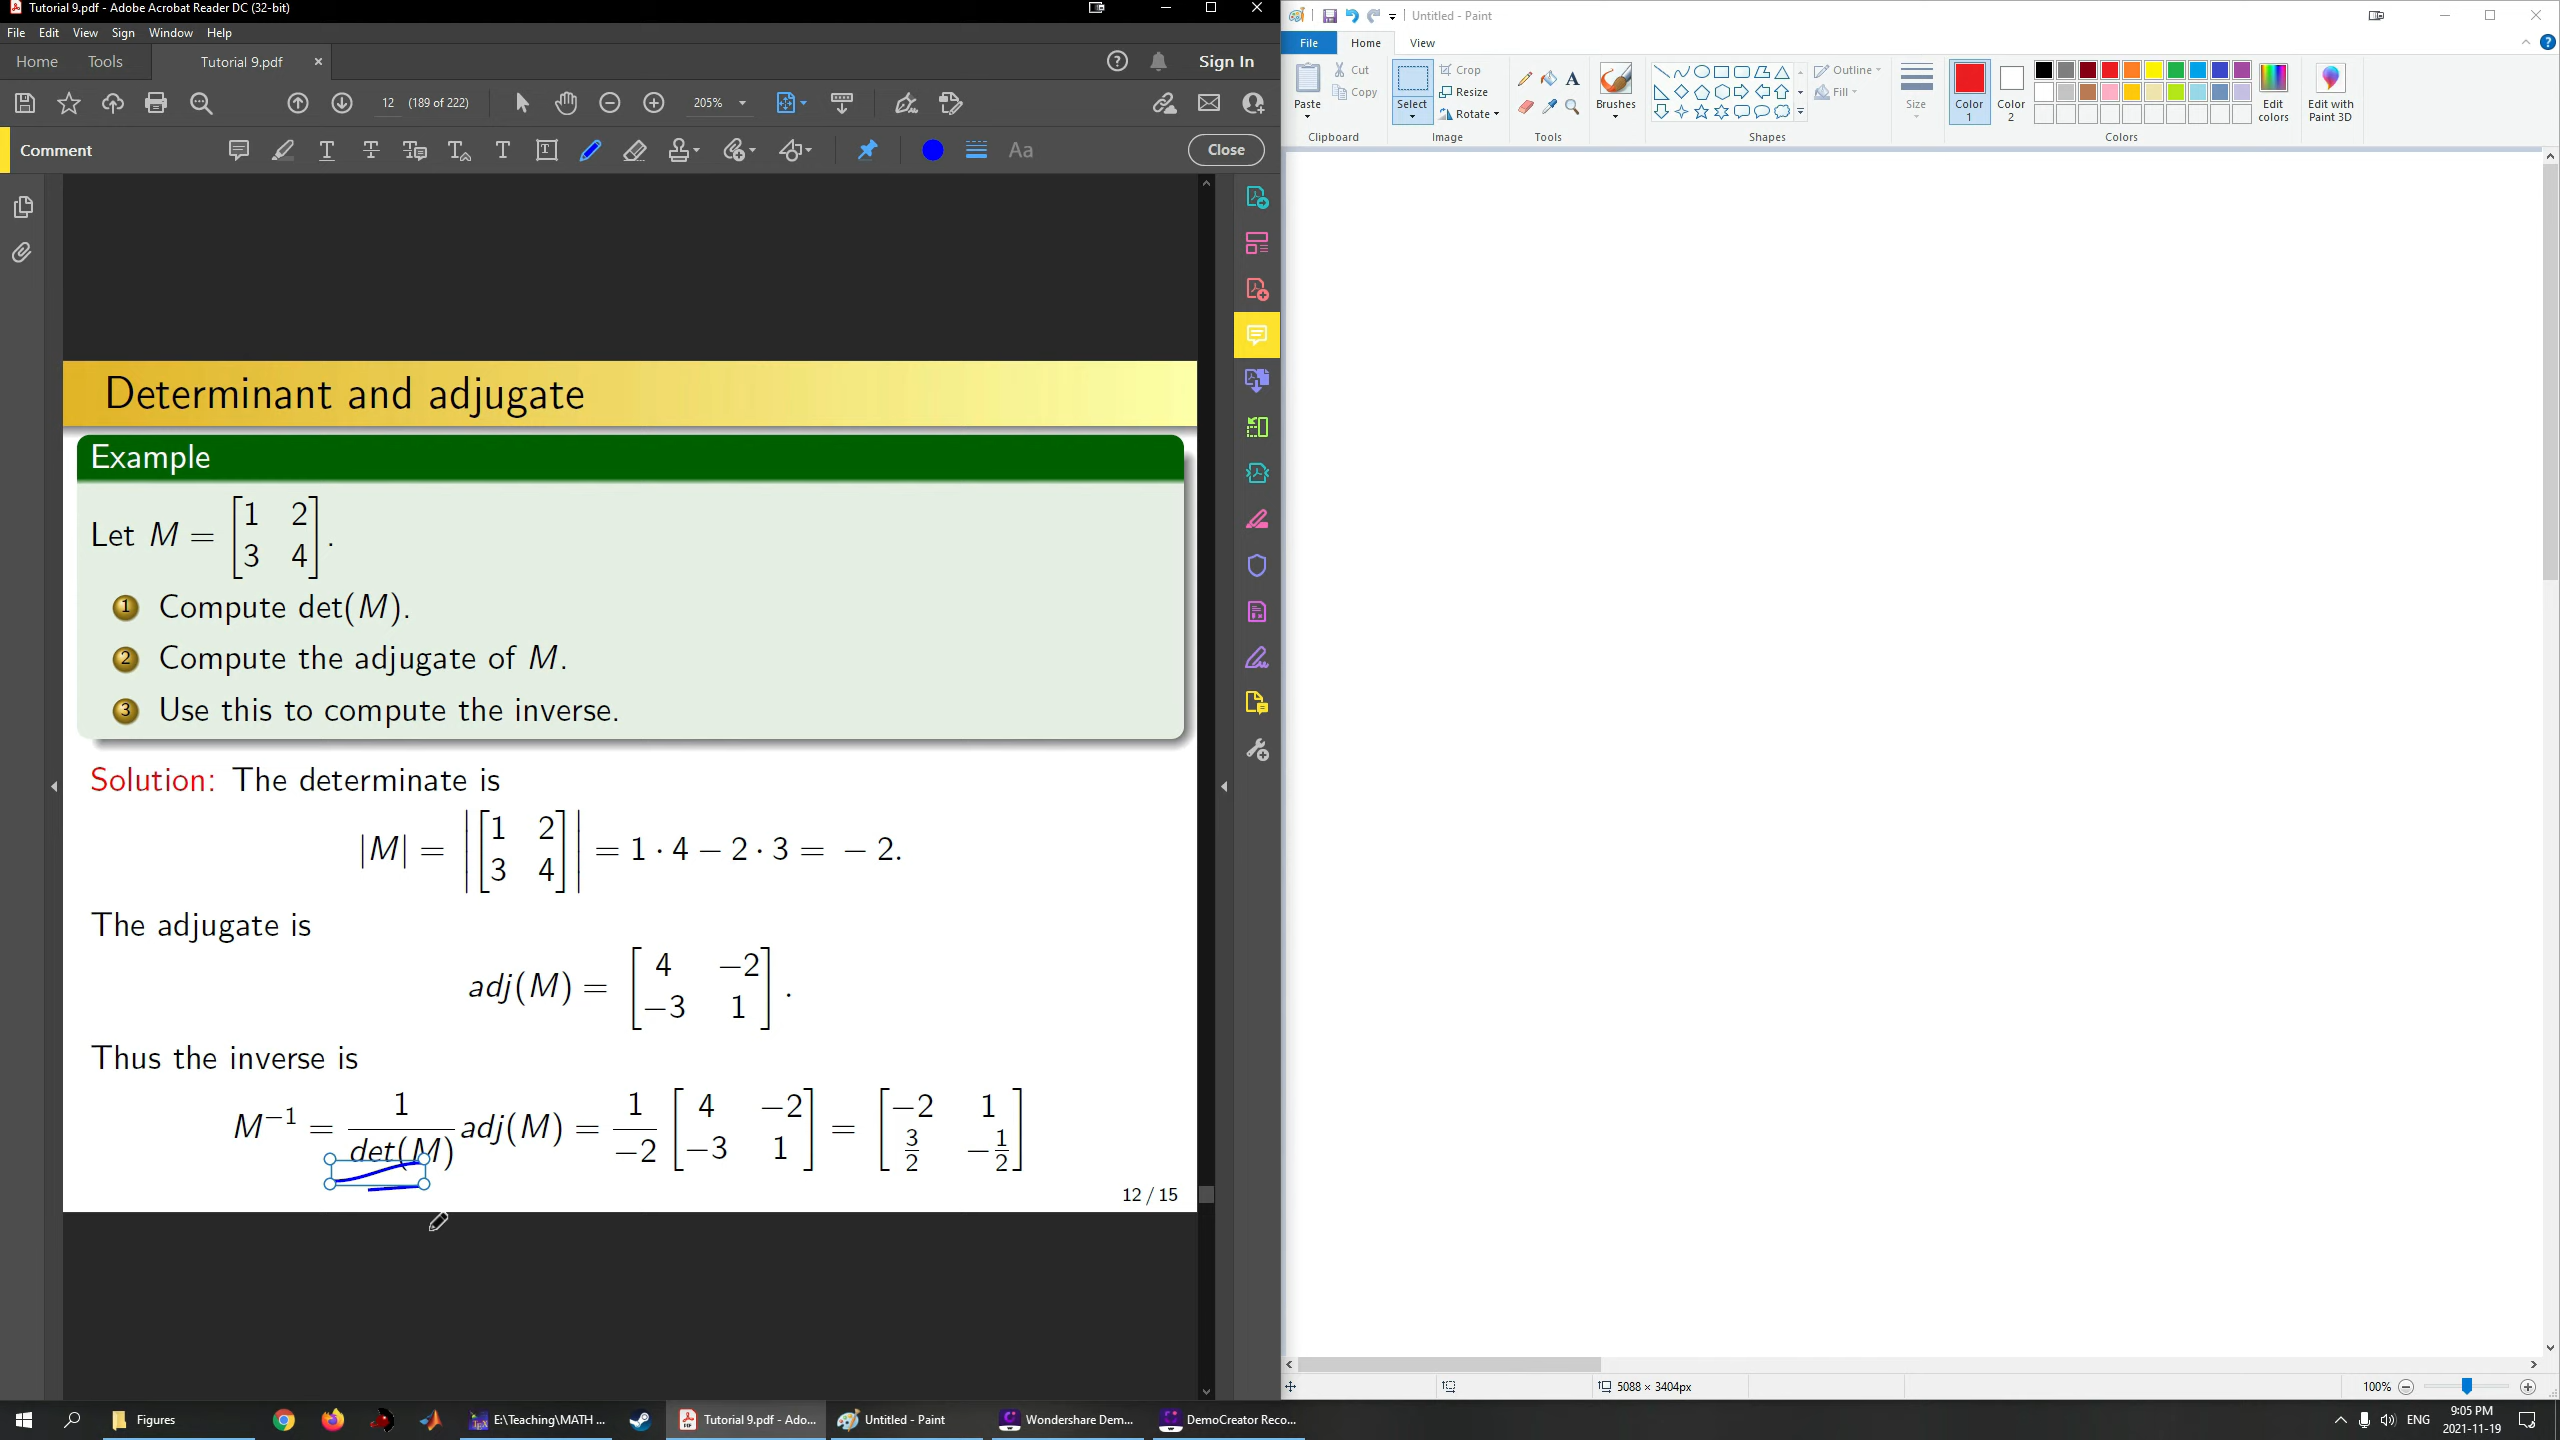 Tutorial 9.pdf - Adobe Acrobat Reader DC (32-bit)
File Edit View Sign Window Help
Home Tools Tutorial 9.pdf × Sign In
12 (189 of 222) 205%
Comment Aa Close
Determinant and adjugate
Example
Let M = [1 2
3 4].
1 Compute det(M).
2 Compute the adjugate of M.
3 Use this to compute the inverse.
Solution: The determinate is
|M| = |[1 2
3 4]| = 1 · 4 − 2 · 3 = − 2.
The adjugate is
adj(M) = [4 −2
−3 1].
Thus the inverse is
M⁻¹ = 1/det(M) adj(M) = 1/−2 [4 −2
−3 1] = [−2 1
3/2 −1/2]
12 / 15
Untitled - Paint
File Home View
Paste Cut Copy Select Crop Resize Rotate Brushes Outline Fill Size Color 1 Color 2 Edit colors Edit with Paint 3D
Clipboard Image Tools Shapes Colors
5088 × 3404px 100%
Figures E:\Teaching\MATH ... Tutorial 9.pdf - Ado... Untitled - Paint Wondershare Dem... DemoCreator Reco... ENG 9:05 PM
2021-11-19